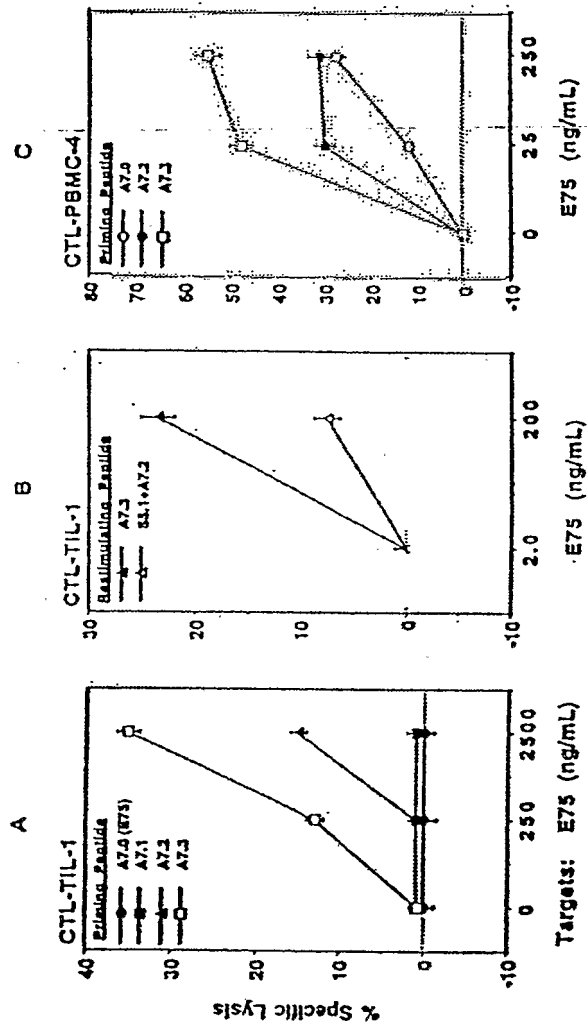 A
CTL-TIL-1
Priming Peptide
A7.0 (E75)
A7.1
A7.2
A7.3
% Specific Lysis
40
30
20
10
0
-10
0
250
2500
Targets: E75 (ng/mL)
B
CTL-TIL-1
Restimulating Peptide
A7.3
S5.1+A7.2
30
20
10
0
-10
2.0
200
E75 (ng/mL)
C
CTL-PBMC-4
Priming Peptide
A7.0
A7.2
A7.3
80
70
60
50
40
30
20
10
0
-10
0
25
250
E75 (ng/mL)